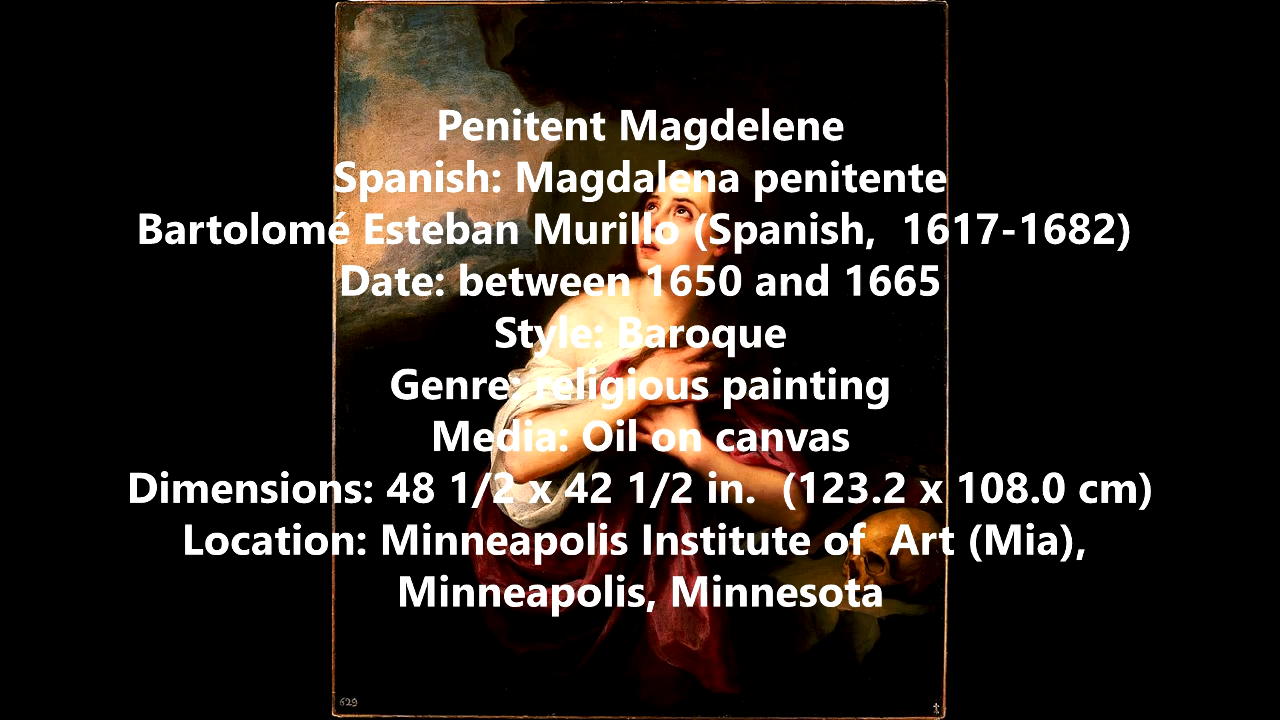 Penitent Magdelene
Spanish: Magdalena penitente
Bartolomé Esteban Murillo (Spanish, 1617-1682)
Date: between 1650 and 1665
Style: Baroque
Genre: religious painting
Media: Oil on canvas
Dimensions: 48 1/2 x 42 1/2 in. (123.2 x 108.0 cm)
Location: Minneapolis Institute of Art (Mia),
Minneapolis, Minnesota
629